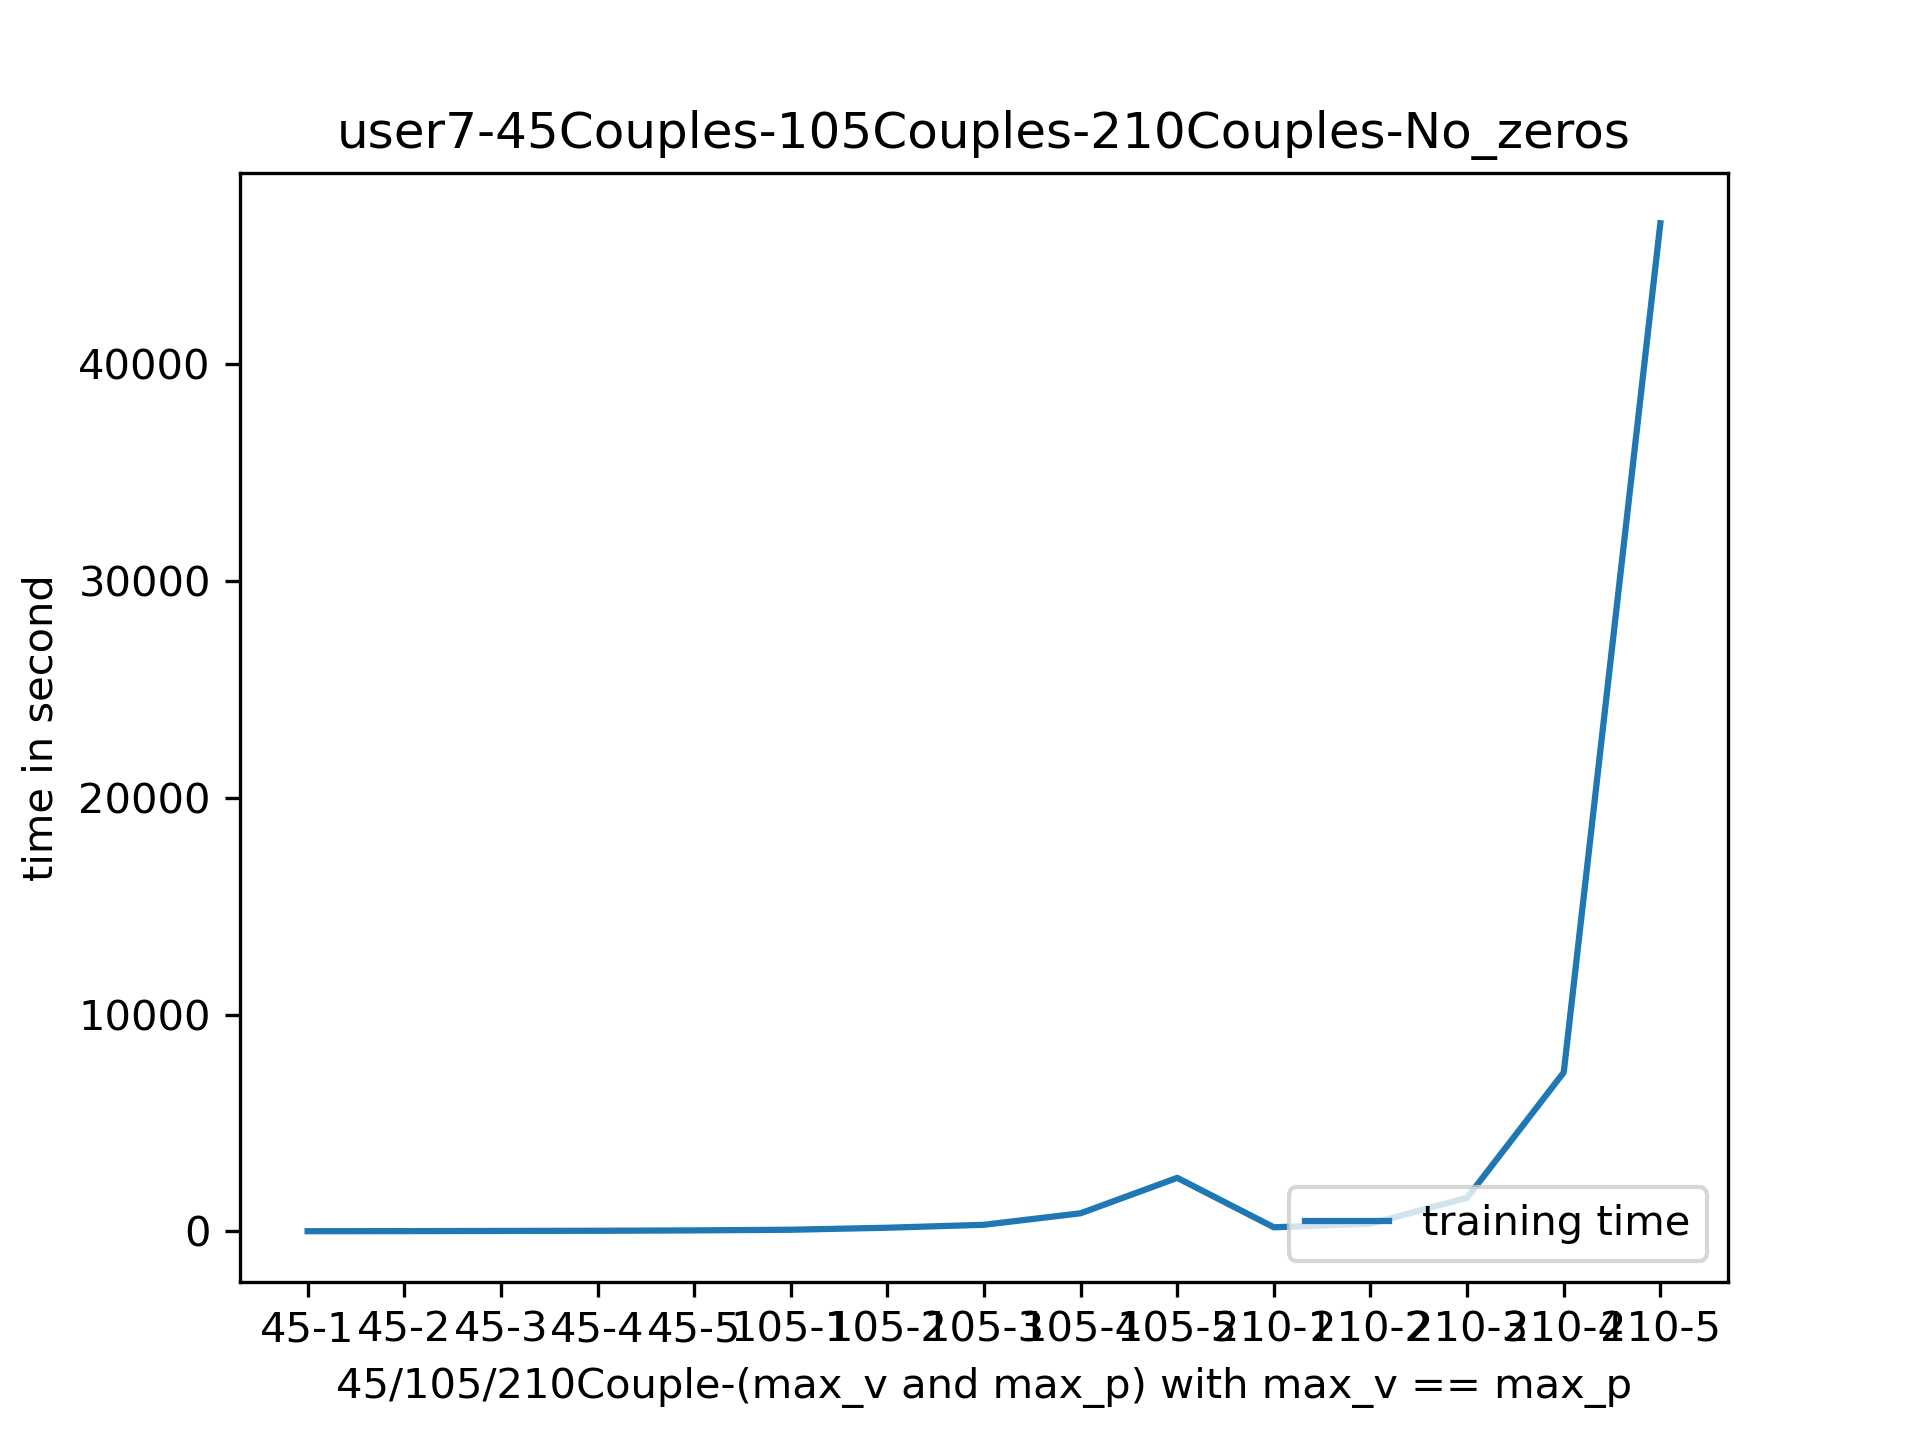 user7-45Couples-105Couples-210Couples-No_zeros
time in second
40000
30000
20000
10000
0
training time
45-1 45-2 45-3 45-4 45-5 105-1 105-2 105-3 105-4 105-5 210-1 210-2 210-3 210-4 210-5
45/105/210Couple-(max_v and max_p) with max_v == max_p